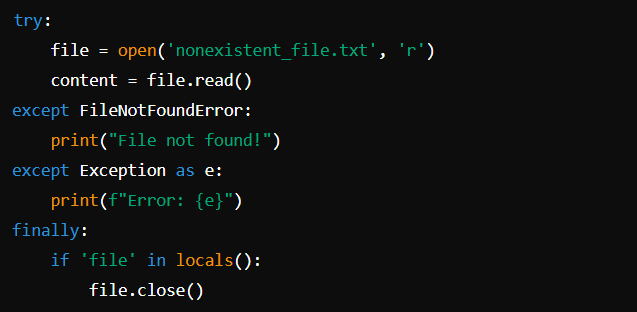 try:
    file = open('nonexistent_file.txt', 'r')
    content = file.read()
except FileNotFoundError:
    print("File not found!")
except Exception as e:
    print(f"Error: {e}")
finally:
    if 'file' in locals():
        file.close()